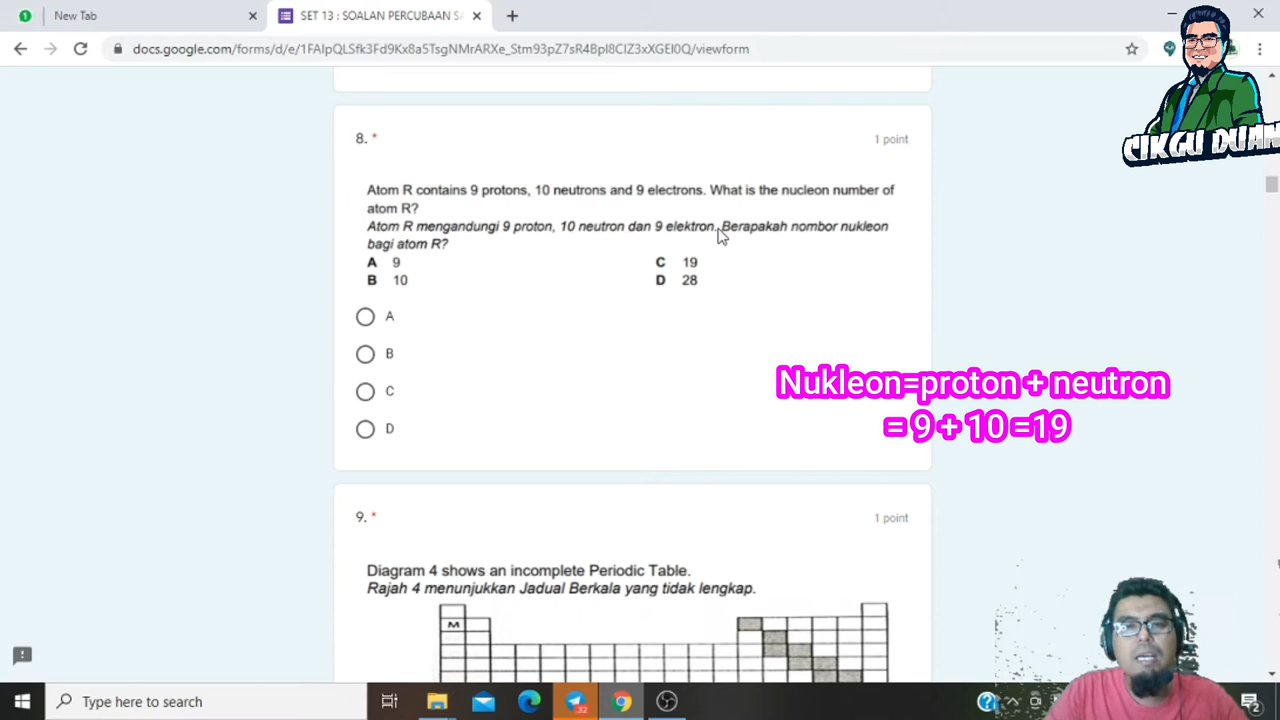 New Tab
SET 13 : SOALAN PERCUBAAN SA
docs.google.com/forms/d/e/1FAIpQLSfk3Fd9Kx8a5TsgNMrARXe_Stm93pZ7sR4Bpl8CIZ3xXGEI0Q/viewform
CIKGU DUAN
8. *
1 point
Atom R contains 9 protons, 10 neutrons and 9 electrons. What is the nucleon number of
atom R?
Atom R mengandungi 9 proton, 10 neutron dan 9 elektron. Berapakah nombor nukleon
bagi atom R?
A 9
C 19
B 10
D 28
A
B
C
D
Nukleon=proton + neutron
= 9 + 10 =19
9. *
1 point
Diagram 4 shows an incomplete Periodic Table.
Rajah 4 menunjukkan Jadual Berkala yang tidak lengkap.
M
Type here to search
32
2